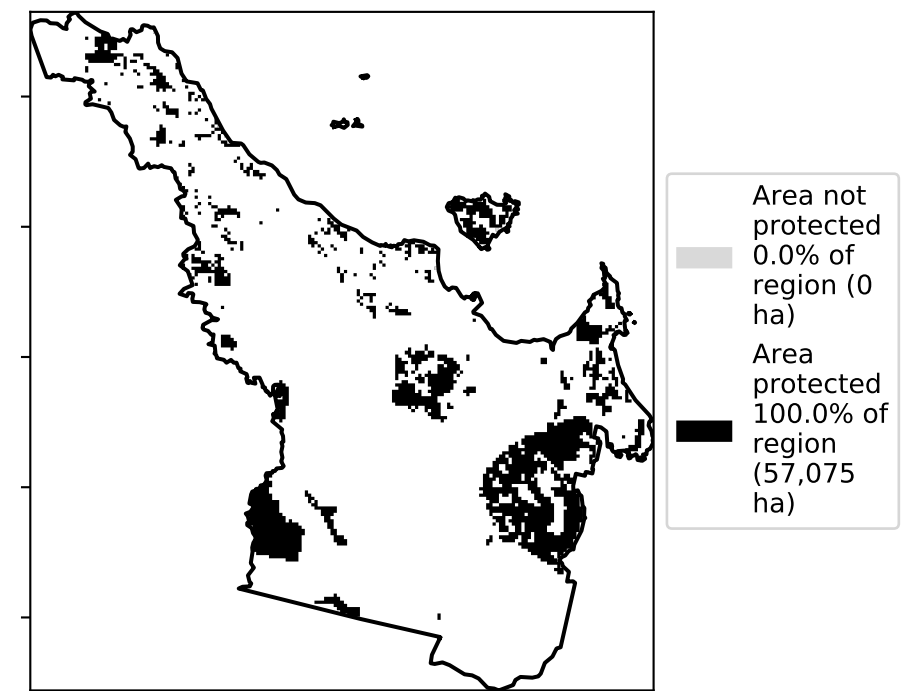 Area not
protected
0.0% of
region (0
ha)
Area
protected
100.0% of
region
(57,075
ha)